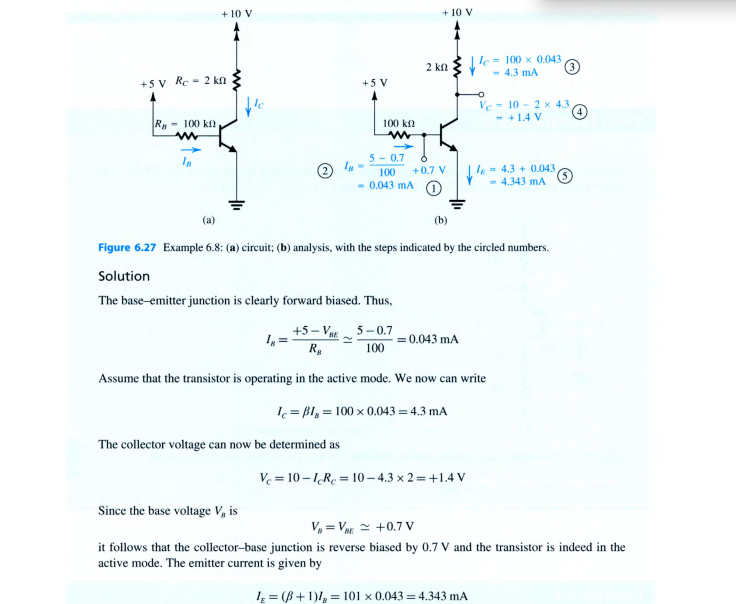 +10 V
+5 V R_C = 2 kΩ
I_C
R_B = 100 kΩ
I_B
(a)
+10 V
2 kΩ
I_C = 100 × 0.043
= 4.3 mA
③
+5 V
V_C = 10 − 2 × 4.3
= +1.4 V
④
100 kΩ
② I_B = 5 − 0.7 / 100
= 0.043 mA
+0.7 V
①
I_E = 4.3 + 0.043
= 4.343 mA
⑤
(b)
Figure 6.27 Example 6.8: (a) circuit; (b) analysis, with the steps indicated by the circled numbers.
Solution
The base–emitter junction is clearly forward biased. Thus,
I_B = +5 − V_BE / R_B ≃ 5 − 0.7 / 100 = 0.043 mA
Assume that the transistor is operating in the active mode. We now can write
I_C = βI_B = 100 × 0.043 = 4.3 mA
The collector voltage can now be determined as
V_C = 10 − I_C R_C = 10 − 4.3 × 2 = +1.4 V
Since the base voltage V_B is
V_B = V_BE ≃ +0.7 V
it follows that the collector–base junction is reverse biased by 0.7 V and the transistor is indeed in the
active mode. The emitter current is given by
I_E = (β + 1)I_B = 101 × 0.043 = 4.343 mA